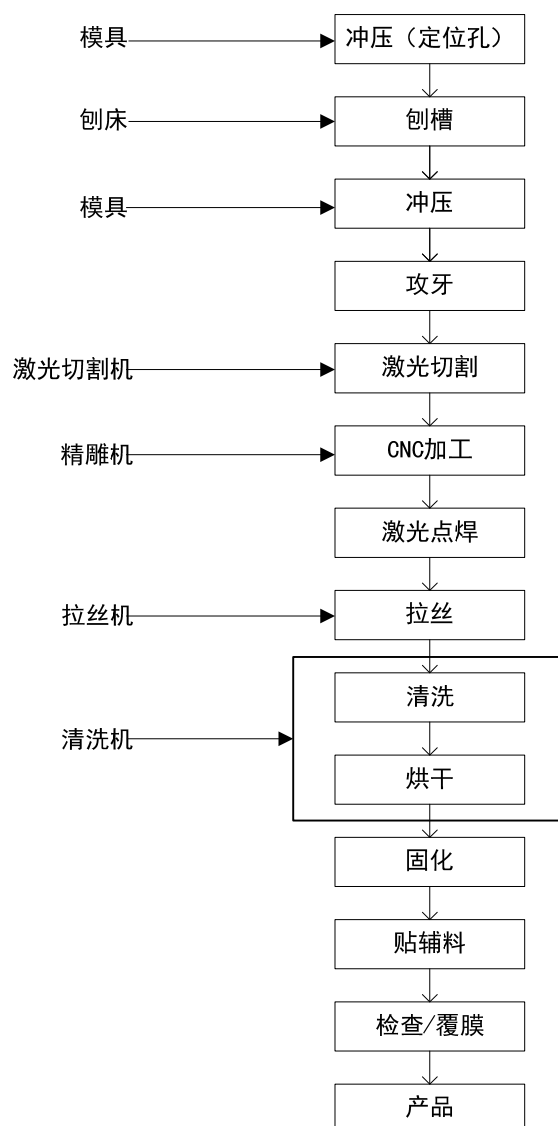 模具
冲压（定位孔）
刨床
刨槽
模具
冲压
攻牙
激光切割机
激光切割
精雕机
CNC加工
激光点焊
拉丝机
拉丝
清洗
清洗机
烘干
固化
贴辅料
检查/覆膜
产品